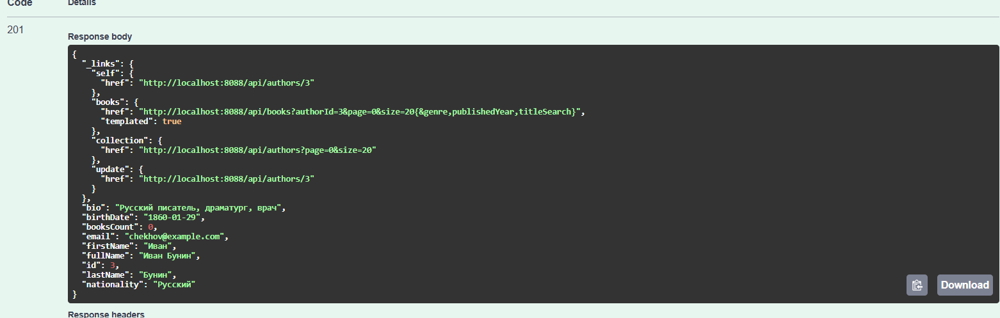 Code
Details
201
Response body
{
  "_links": {
    "self": {
      "href": "http://localhost:8088/api/authors/3"
    },
    "books": {
      "href": "http://localhost:8088/api/books?authorId=3&page=0&size=20{&genre,publishedYear,titleSearch}",
      "templated": true
    },
    "collection": {
      "href": "http://localhost:8088/api/authors?page=0&size=20"
    },
    "update": {
      "href": "http://localhost:8088/api/authors/3"
    }
  },
  "bio": "Русский писатель, драматург, врач",
  "birthDate": "1860-01-29",
  "booksCount": 0,
  "email": "chekhov@example.com",
  "firstName": "Иван",
  "fullName": "Иван Бунин",
  "id": 3,
  "lastName": "Бунин",
  "nationality": "Русский"
}
Download
Response headers